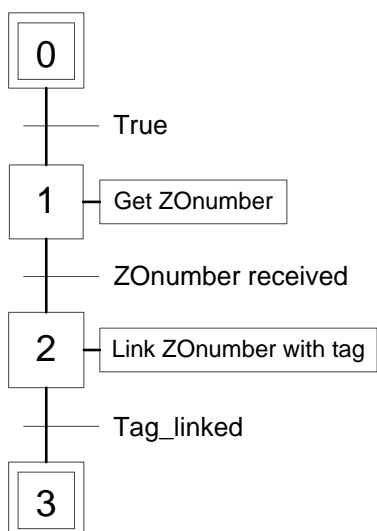 0
True
1
Get ZOnumber
ZOnumber received
2
Link ZOnumber with tag
Tag_linked
3